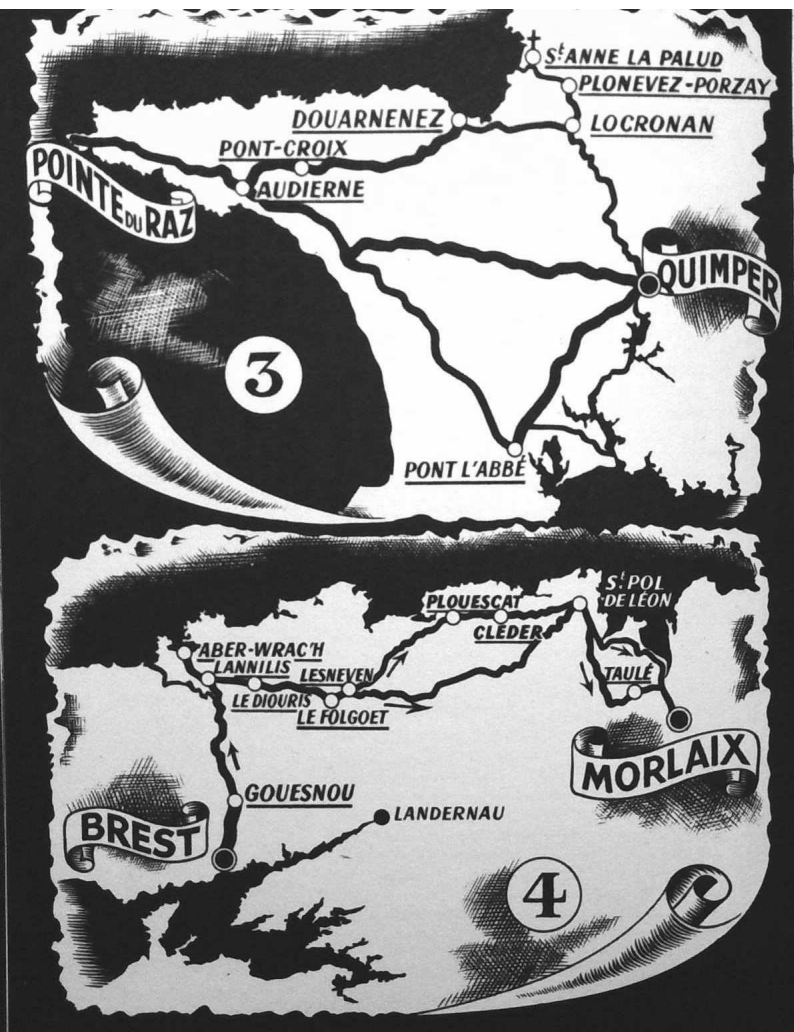 St ANNE LA PALUD
PLONEVEZ-PORZAY
DOUARNENEZ
LOCRONAN
PONT-CROIX
AUDIERNE
POINTE DU RAZ
QUIMPER
3
PONT L'ABBÉ
St POL
DE LÉON
PLOUESCAT
CLÉDER
ABER-WRAC'H
LANNILIS
LESNEVEN
TAULÉ
LE DIOURIS
LE FOLGOET
MORLAIX
GOUESNOU
LANDERNAU
BREST
4